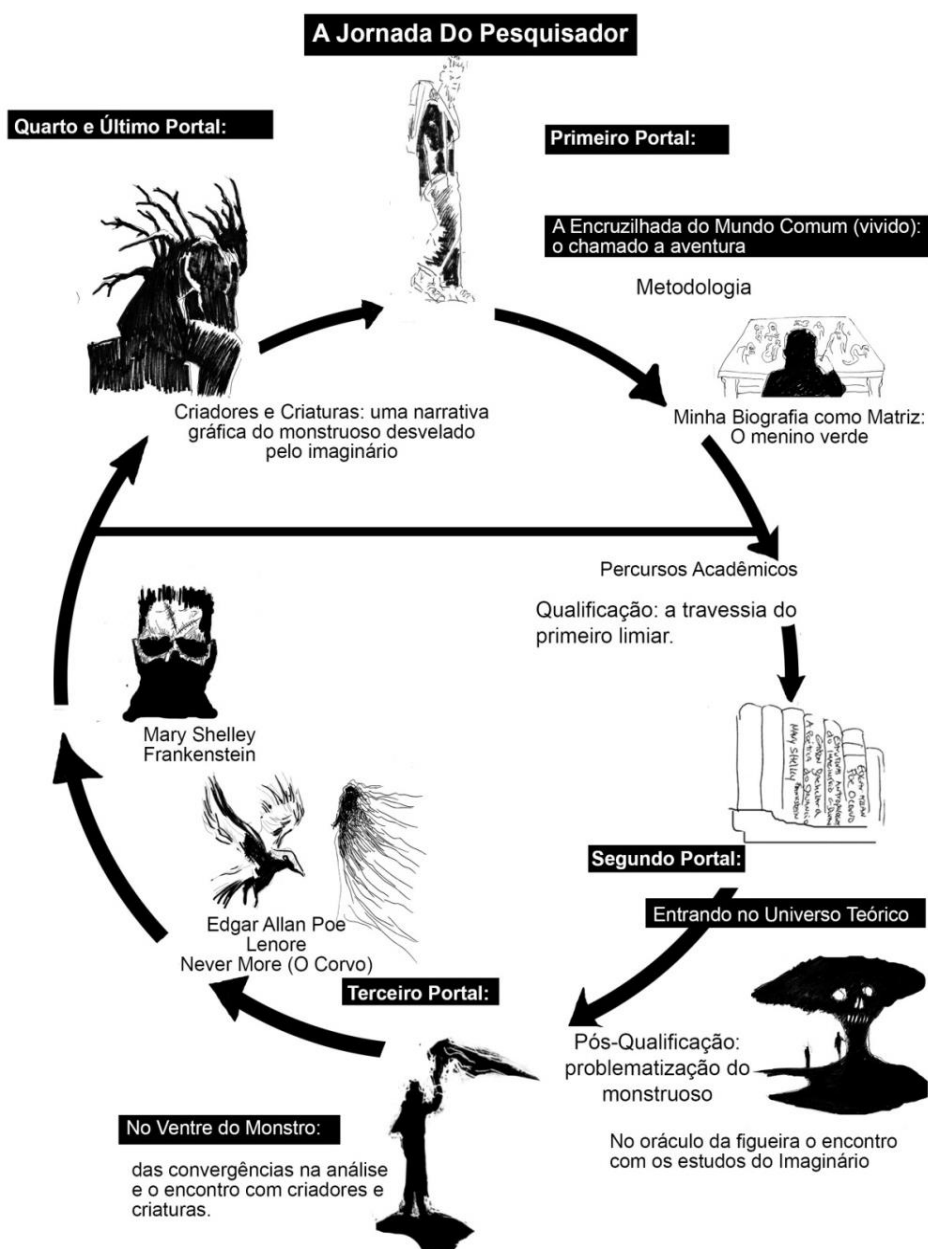 A Jornada Do Pesquisador
Quarto e Último Portal:
Primeiro Portal:
A Encruzilhada do Mundo Comum (vivido):
o chamado a aventura
Metodologia
Minha Biografia como Matriz:
O menino verde
Criadores e Criaturas: uma narrativa
gráfica do monstruoso desvelado
pelo imaginário
Percursos Acadêmicos
Qualificação: a travessia do
primeiro limiar.
MARY SHELLEY
Segundo Portal:
Entrando no Universo Teórico
Pós-Qualificação:
problematização do
monstruoso
No oráculo da figueira o encontro
com os estudos do Imaginário
Terceiro Portal:
No Ventre do Monstro:
das convergências na análise
e o encontro com criadores e
criaturas.
Edgar Allan Poe
Lenore
Never More (O Corvo)
Mary Shelley
Frankenstein